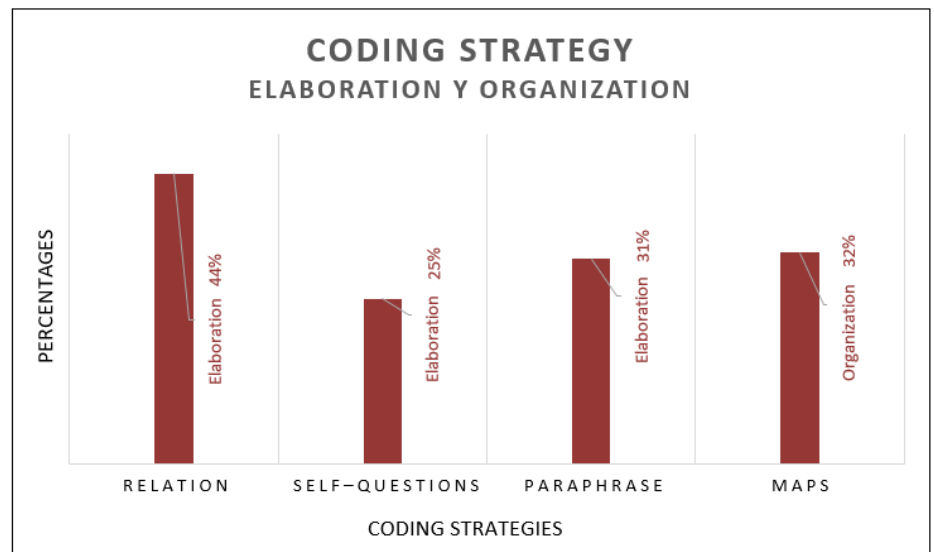 CODING STRATEGY
ELABORATION Y ORGANIZATION
PERCENTAGES
Elaboration 44%
Elaboration 25%
Elaboration 31%
Organization 32%
RELATION
SELF–QUESTIONS
PARAPHRASE
MAPS
CODING STRATEGIES